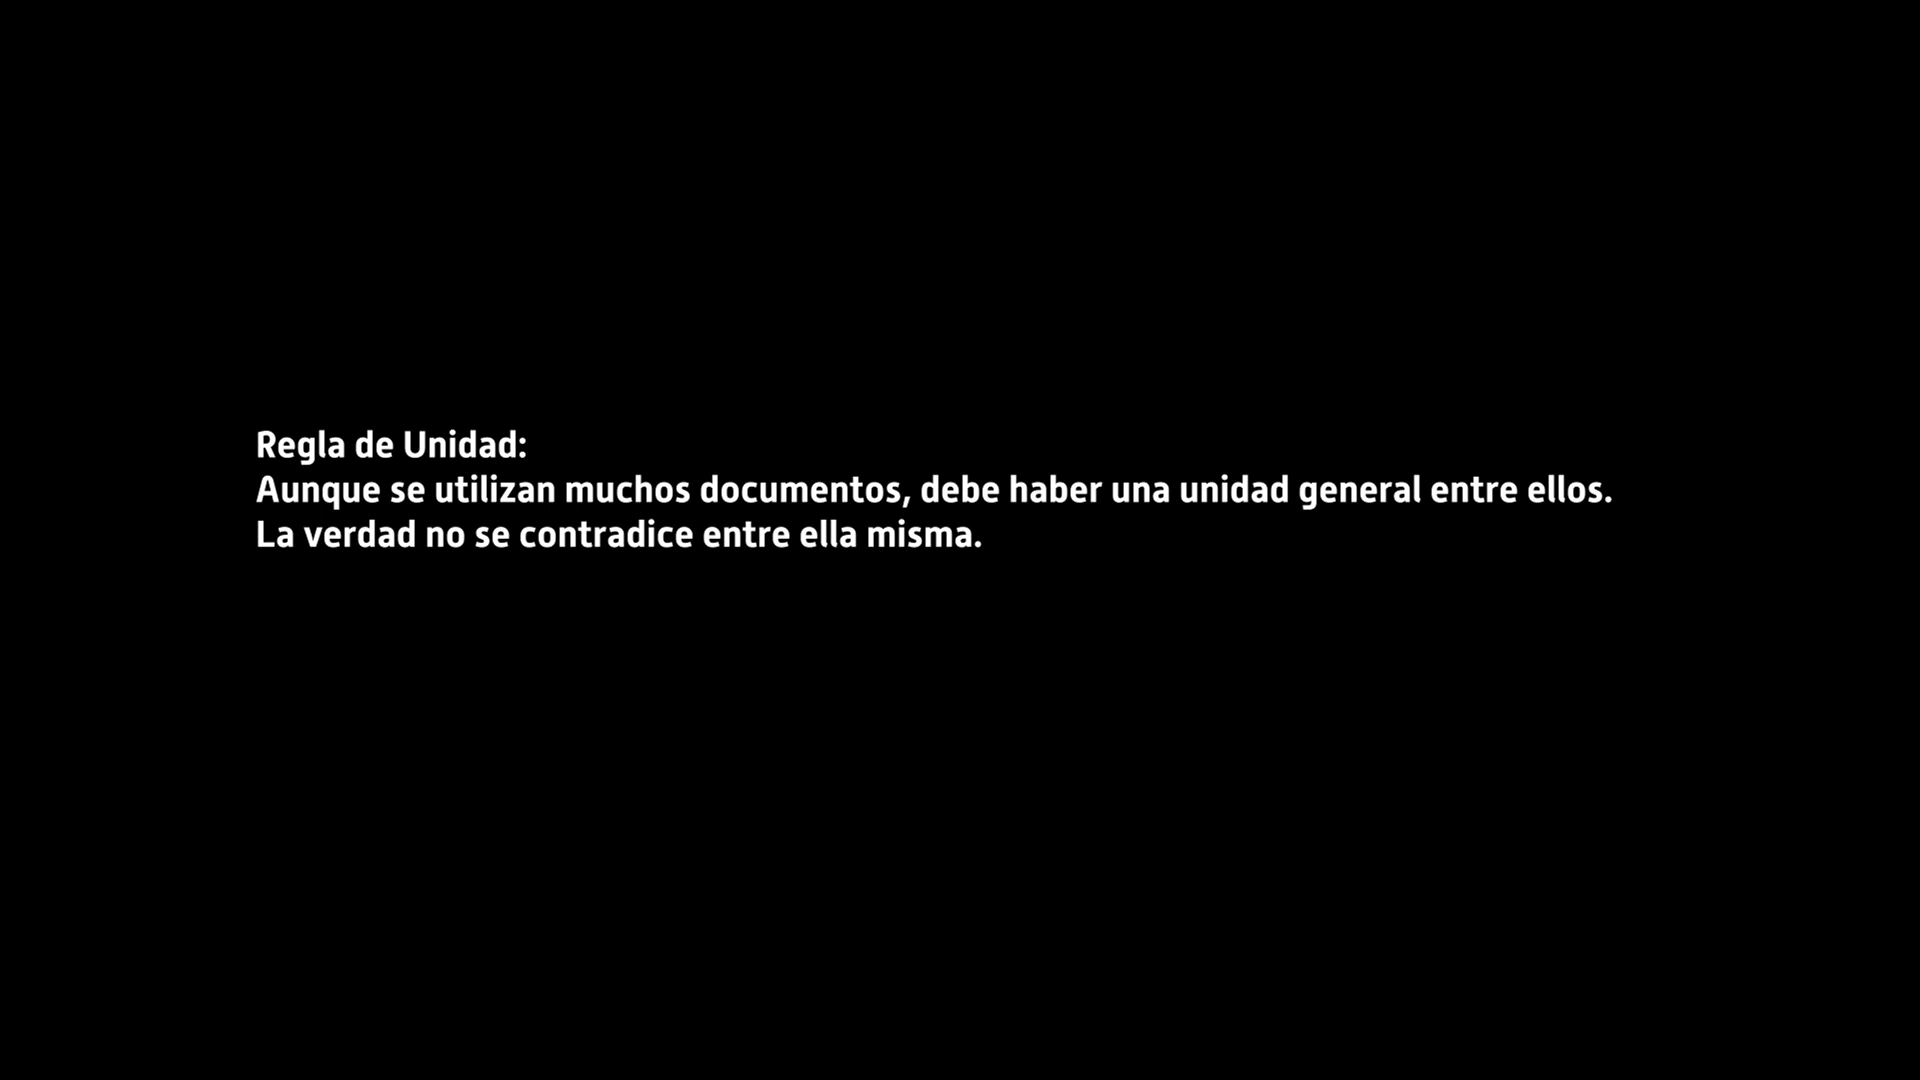 Regla de Unidad:
Aunque se utilizan muchos documentos, debe haber una unidad general entre ellos.
La verdad no se contradice entre ella misma.